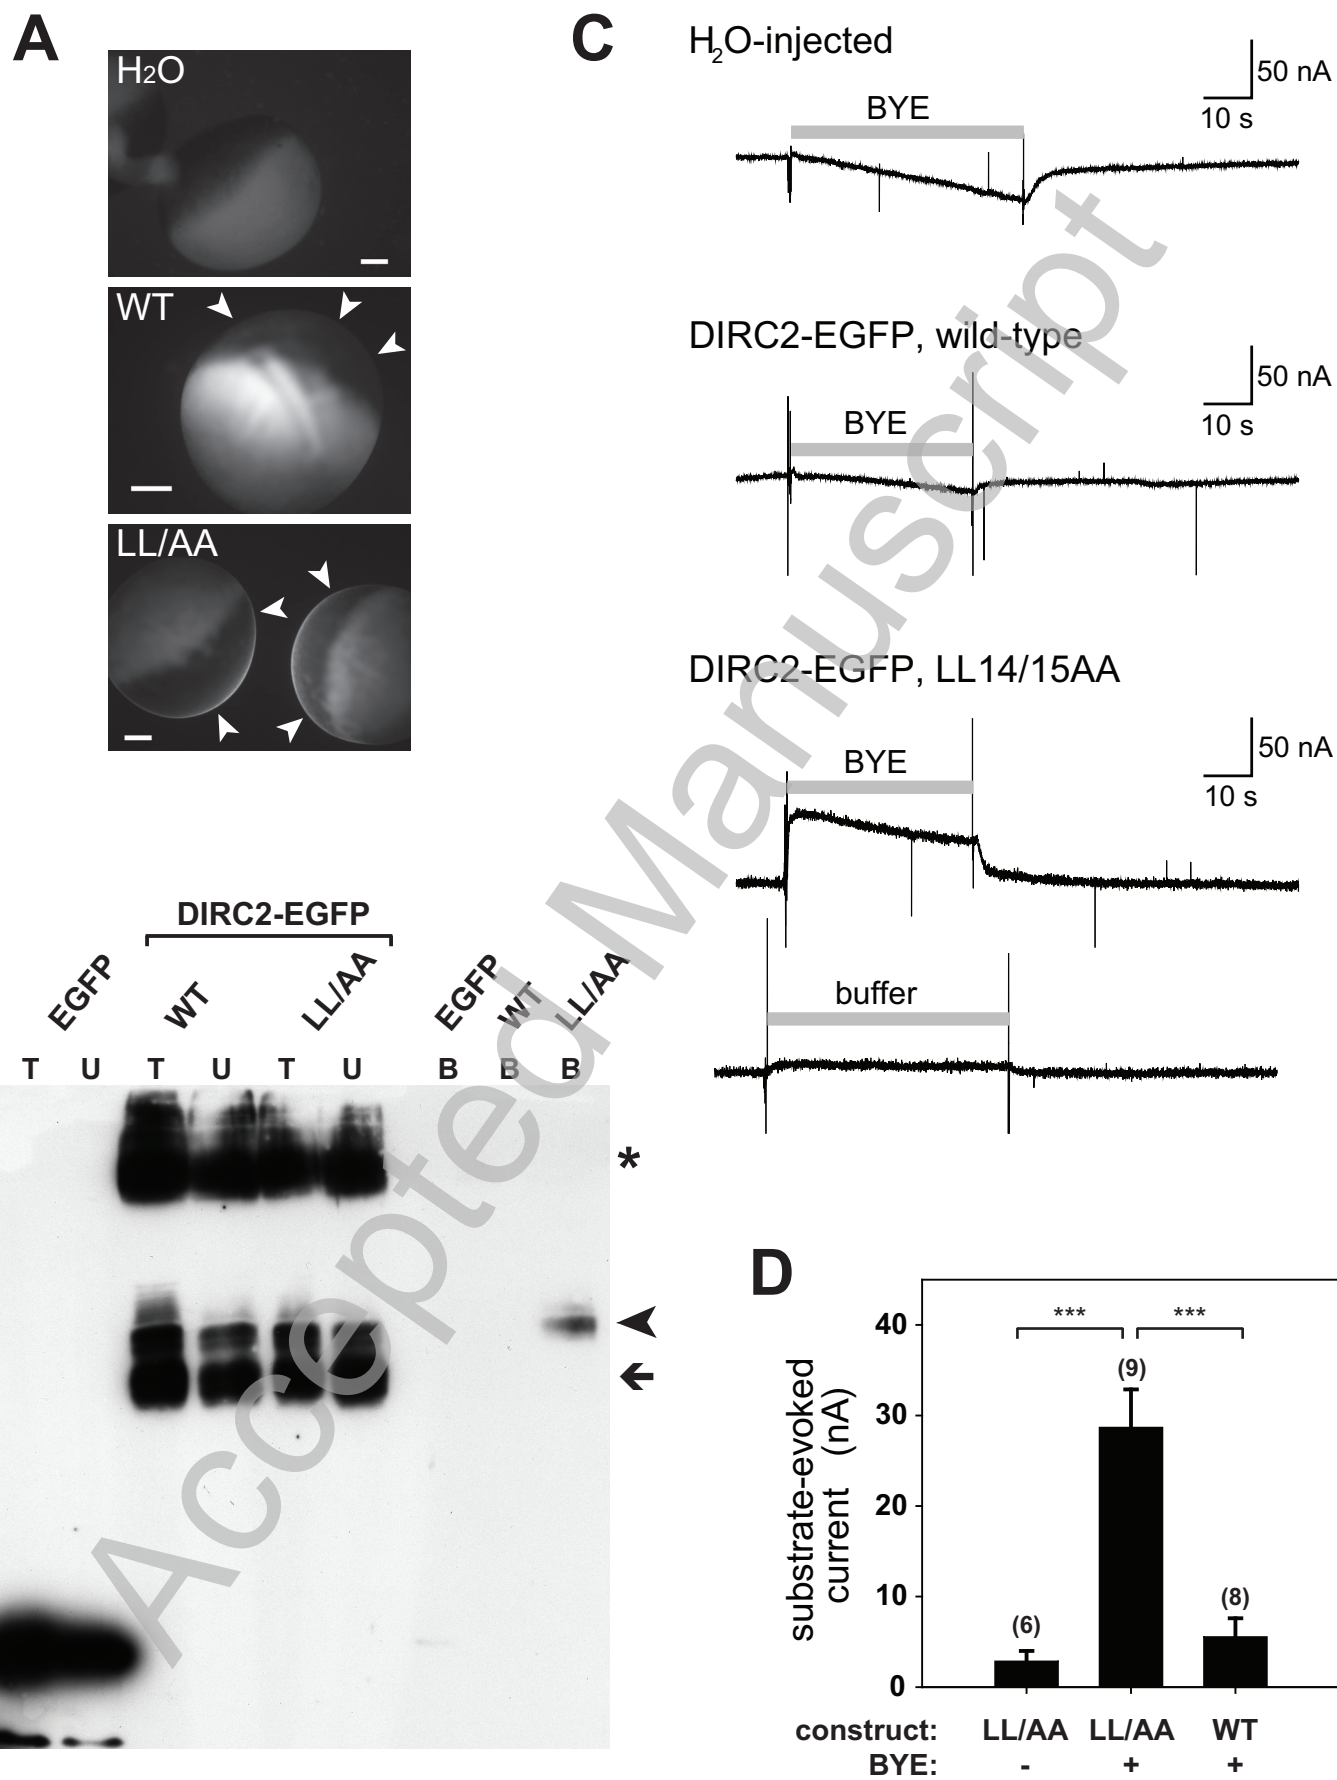 A
H2O
WT
LL/AA
DIRC2-EGFP
EGFP WT LL/AA EGFP WT LL/AA
T U T U T U B B B
*
C
H2O-injected
50 nA
10 s
BYE
DIRC2-EGFP, wild-type
50 nA
10 s
BYE
DIRC2-EGFP, LL14/15AA
50 nA
10 s
BYE
buffer
D
substrate-evoked
current (nA)
40
30
20
10
0
*** ***
(6) (9) (8)
construct: LL/AA LL/AA WT
BYE: - + +
Accepted Manuscript